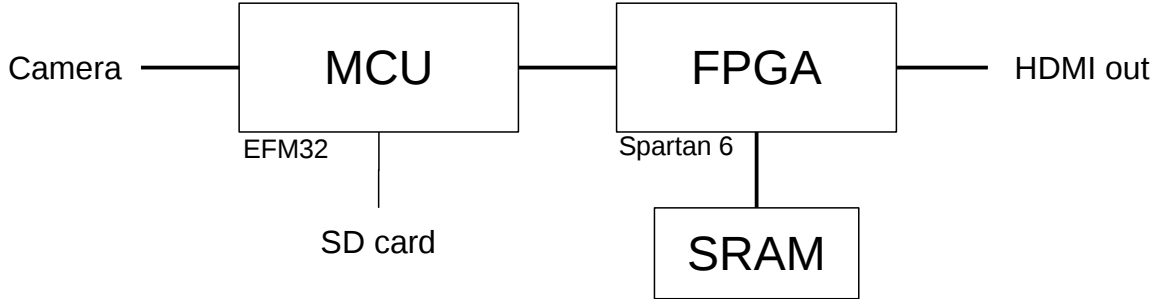 Camera
MCU
FPGA
HDMI out
EFM32
Spartan 6
SD card
SRAM